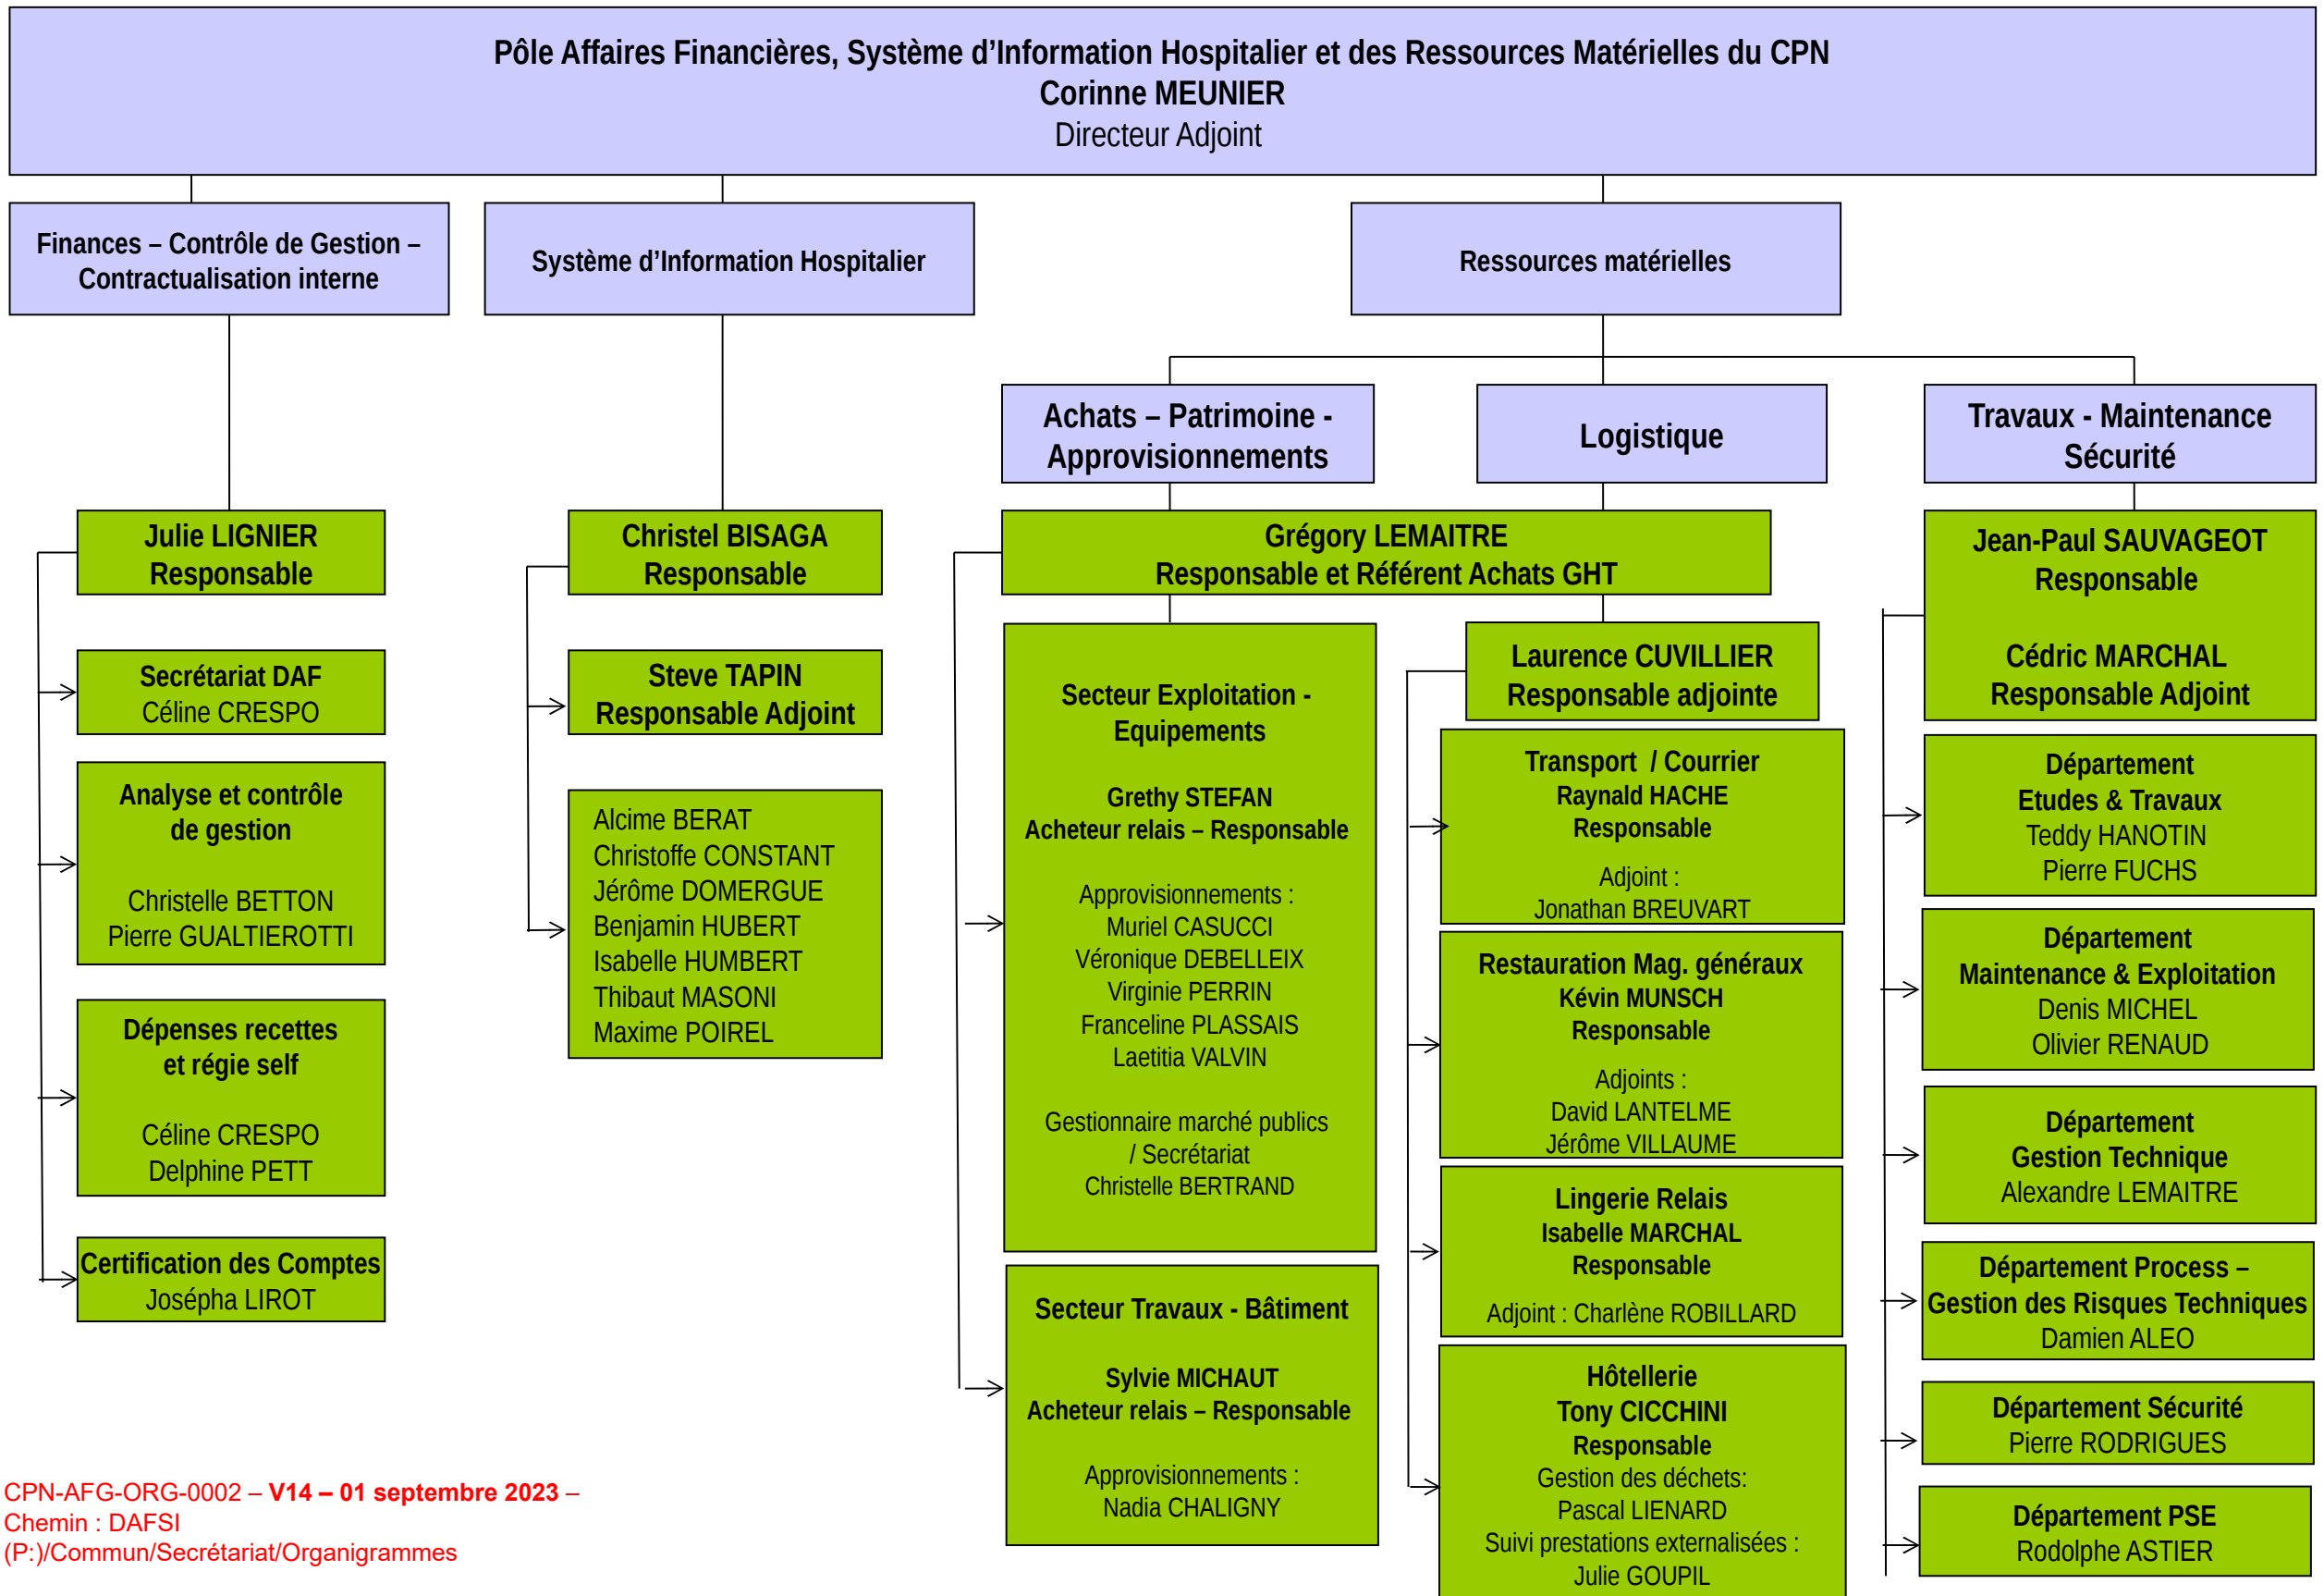 Pôle Affaires Financières, Système d’Information Hospitalier et des Ressources Matérielles du CPN
Corinne MEUNIER
Directeur Adjoint
Finances – Contrôle de Gestion –
Contractualisation interne
Système d’Information Hospitalier
Ressources matérielles
Achats – Patrimoine -
Approvisionnements
Logistique
Travaux - Maintenance
Sécurité
Julie LIGNIER
Responsable
Secrétariat DAF
Céline CRESPO
Analyse et contrôle
de gestion
Christelle BETTON
Pierre GUALTIEROTTI
Dépenses recettes
et régie self
Céline CRESPO
Delphine PETT
Certification des Comptes
Josépha LIROT
Christel BISAGA
Responsable
Steve TAPIN
Responsable Adjoint
Alcime BERAT
Christoffe CONSTANT
Jérôme DOMERGUE
Benjamin HUBERT
Isabelle HUMBERT
Thibaut MASONI
Maxime POIREL
Grégory LEMAITRE
Responsable et Référent Achats GHT
Secteur Exploitation -
Equipements
Grethy STEFAN
Acheteur relais – Responsable
Approvisionnements :
Muriel CASUCCI
Véronique DEBELLEIX
Virginie PERRIN
Franceline PLASSAIS
Laetitia VALVIN
Gestionnaire marché publics
/ Secrétariat
Christelle BERTRAND
Secteur Travaux - Bâtiment
Sylvie MICHAUT
Acheteur relais – Responsable
Approvisionnements :
Nadia CHALIGNY
Laurence CUVILLIER
Responsable adjointe
Transport / Courrier
Raynald HACHE
Responsable
Adjoint :
Jonathan BREUVART
Restauration Mag. généraux
Kévin MUNSCH
Responsable
Adjoints :
David LANTELME
Jérôme VILLAUME
Lingerie Relais
Isabelle MARCHAL
Responsable
Adjoint : Charlène ROBILLARD
Hôtellerie
Tony CICCHINI
Responsable
Gestion des déchets:
Pascal LIENARD
Suivi prestations externalisées :
Julie GOUPIL
Jean-Paul SAUVAGEOT
Responsable
Cédric MARCHAL
Responsable Adjoint
Département
Etudes & Travaux
Teddy HANOTIN
Pierre FUCHS
Département
Maintenance & Exploitation
Denis MICHEL
Olivier RENAUD
Département
Gestion Technique
Alexandre LEMAITRE
Département Process –
Gestion des Risques Techniques
Damien ALEO
Département Sécurité
Pierre RODRIGUES
Département PSE
Rodolphe ASTIER
CPN-AFG-ORG-0002 – V14 – 01 septembre 2023 –
Chemin : DAFSI
(P:)/Commun/Secrétariat/Organigrammes